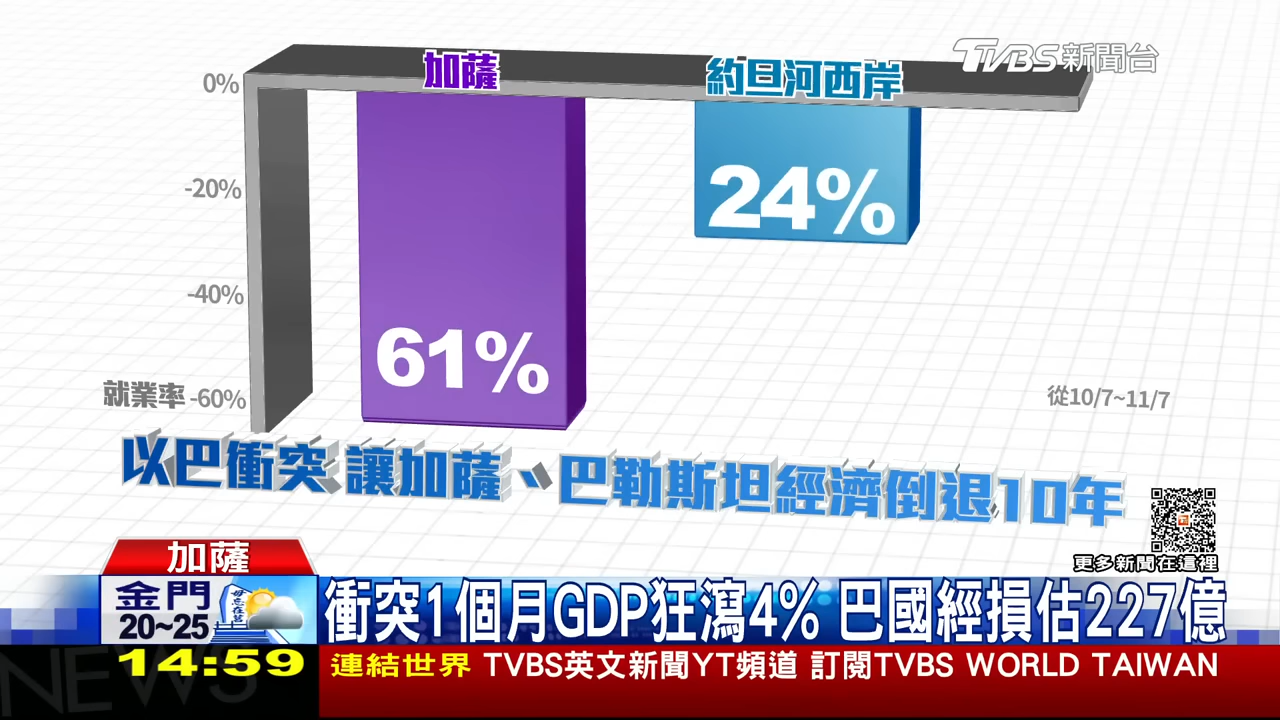 TVBS新聞台
加薩
約旦河西岸
0%
-20%
-40%
就業率 -60%
24%
61%
從10/7~11/7
以巴衝突 讓加薩、巴勒斯坦經濟倒退10年
更多新聞在這裡
加薩
金門
20~25
毋忘在莒
衝突1個月GDP狂瀉4% 巴國經損估227億
14:59
連結世界 TVBS英文新聞YT頻道 訂閱TVBS WORLD TAIWAN
NEWS